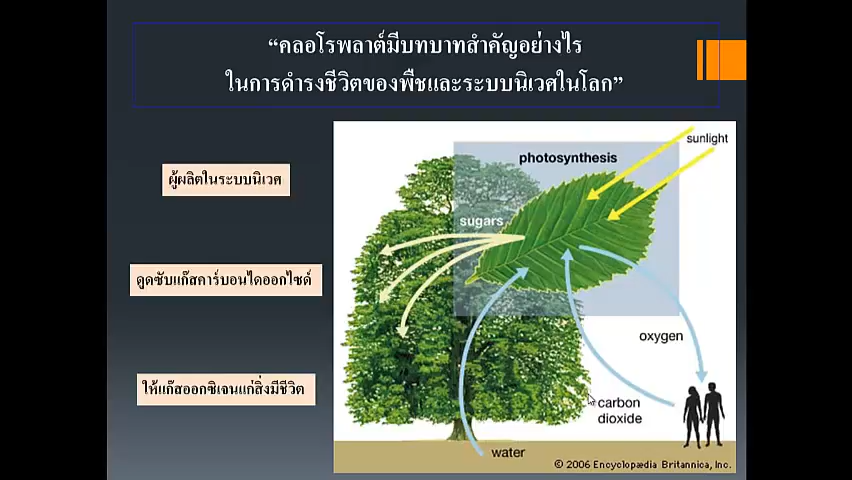 “คลอโรพลาต์มีบทบาทสำคัญอย่างไร
ในการดำรงชีวิตของพืชและระบบนิเวศในโลก”
ผู้ผลิตในระบบนิเวศ
ดูดซับแก๊สคาร์บอนไดออกไซด์
ให้แก๊สออกซิเจนแก่สิ่งมีชีวิต
sunlight
photosynthesis
sugars
oxygen
carbon
dioxide
water
© 2006 Encyclopædia Britannica, Inc.